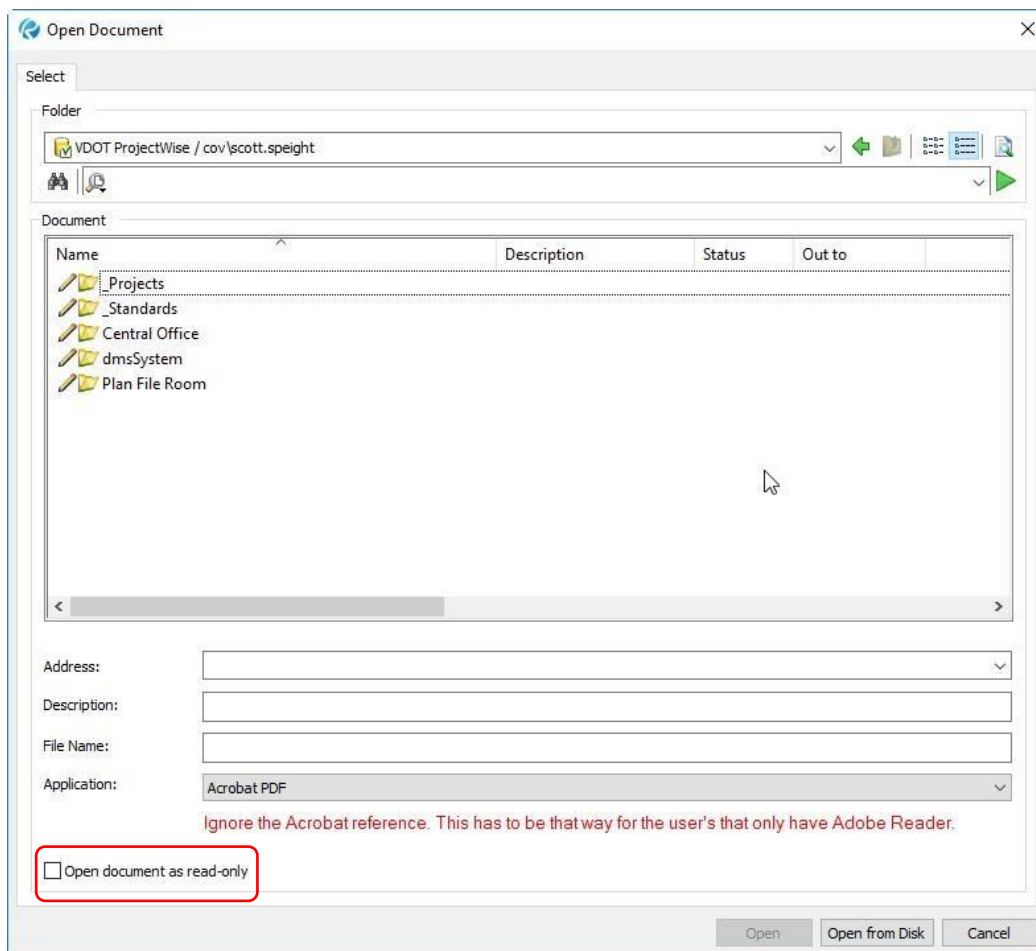 Open Document
Select
Folder
VDOT ProjectWise / cov\scott.speight
Document
Name Description Status Out to
_Projects
_Standards
Central Office
dmsSystem
Plan File Room
Address:
Description:
File Name:
Application: Acrobat PDF
Ignore the Acrobat reference. This has to be that way for the user's that only have Adobe Reader.
Open document as read-only
Open Open from Disk Cancel